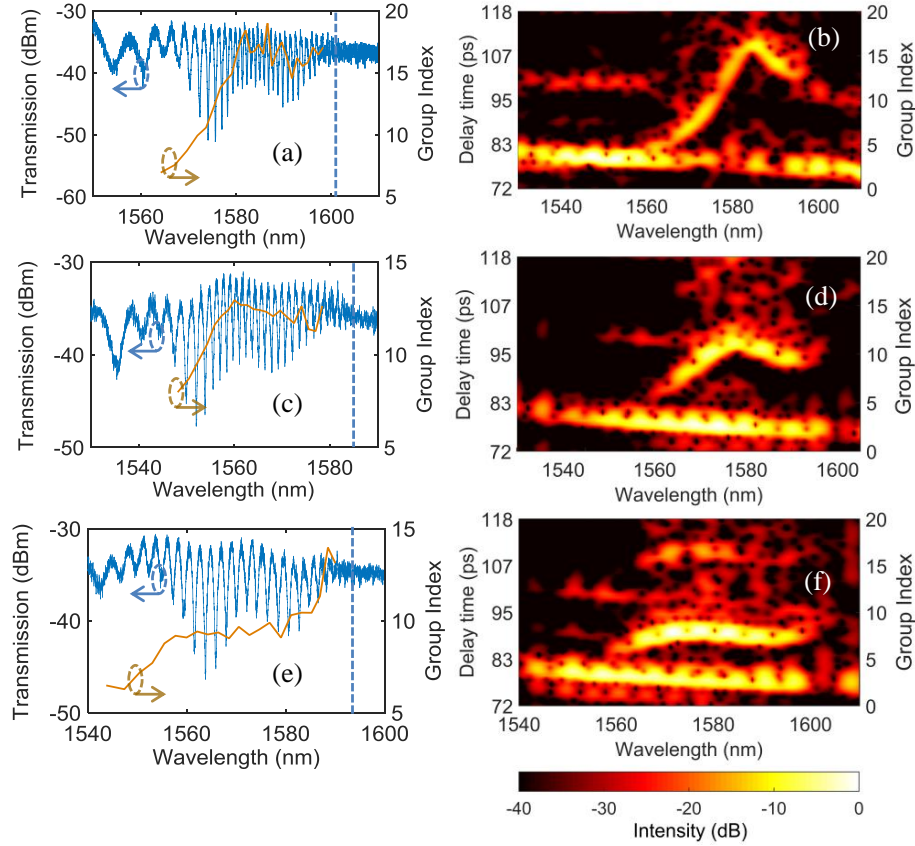 -30
-40
-50
-60
Transmission (dBm)
20
15
10
5
Group Index
(a)
1560 1580 1600
Wavelength (nm)
118
107
95
83
72
Delay time (ps)
20
15
10
5
0
Group Index
(b)
1540 1560 1585 1600
Wavelength (nm)
-30
-40
-50
Transmission (dBm)
15
10
5
Group Index
(c)
1540 1560 1580
Wavelength (nm)
118
107
95
83
72
Delay time (ps)
20
15
10
5
0
Group Index
(d)
1540 1560 1580 1600
Wavelength (nm)
-30
-40
-50
Transmission (dBm)
15
10
5
Group Index
(e)
1540 1560 1580 1600
Wavelength (nm)
118
107
95
83
72
Delay time (ps)
20
15
10
5
0
Group Index
(f)
1540 1560 1580 1600
Wavelength (nm)
-40 -30 -20 -10 0
Intensity (dB)